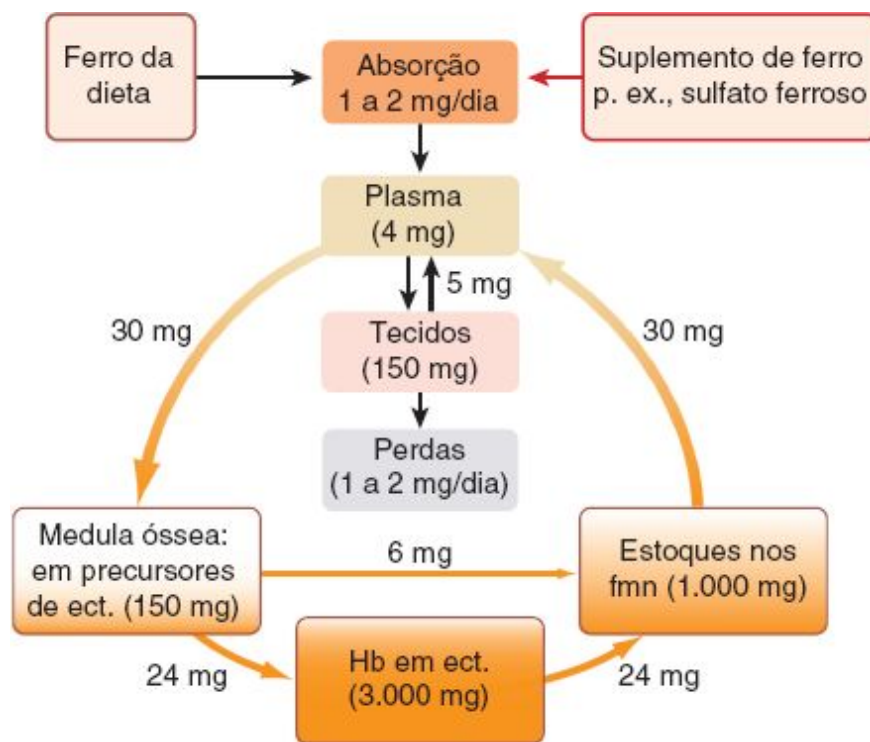 Ferro da
dieta
Absorção
1 a 2 mg/dia
Suplemento de ferro
p. ex., sulfato ferroso
Plasma
(4 mg)
5 mg
30 mg
Tecidos
(150 mg)
30 mg
Perdas
(1 a 2 mg/dia)
Medula óssea:
em precursores
de ect. (150 mg)
6 mg
Estoques nos
fmn (1.000 mg)
24 mg
Hb em ect.
(3.000 mg)
24 mg